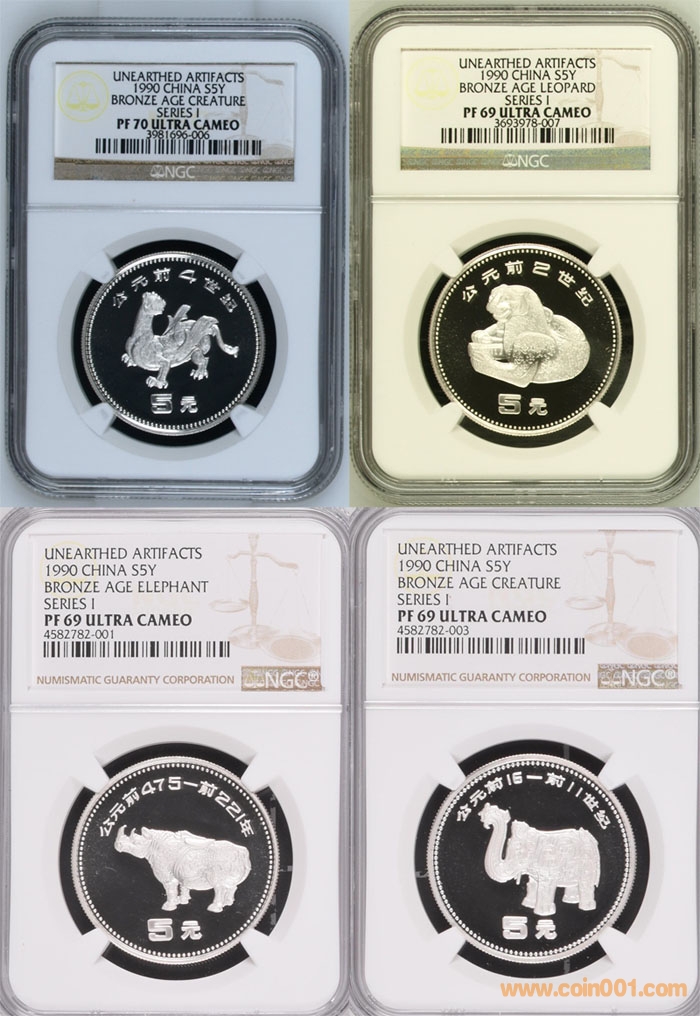 UNEARTHED ARTIFACTS
1990 CHINA S5Y
BRONZE AGE CREATURE
SERIES I
PF 70 ULTRA CAMEO
3981696-006
NGC
公元前4世纪
5元
UNEARTHED ARTIFACTS
1990 CHINA S5Y
BRONZE AGE LEOPARD
SERIES I
PF 69 ULTRA CAMEO
3693978-007
NGC
公元前2世纪
5元
UNEARTHED ARTIFACTS
1990 CHINA S5Y
BRONZE AGE ELEPHANT
SERIES I
PF 69 ULTRA CAMEO
4582782-001
NUMISMATIC GUARANTY CORPORATION
NGC®
公元前475一前221年
5元
UNEARTHED ARTIFACTS
1990 CHINA S5Y
BRONZE AGE CREATURE
SERIES I
PF 69 ULTRA CAMEO
4582782-003
NUMISMATIC GUARANTY CORPORATION
NGC®
公元前16一前11世纪
5元
www.coin001.com